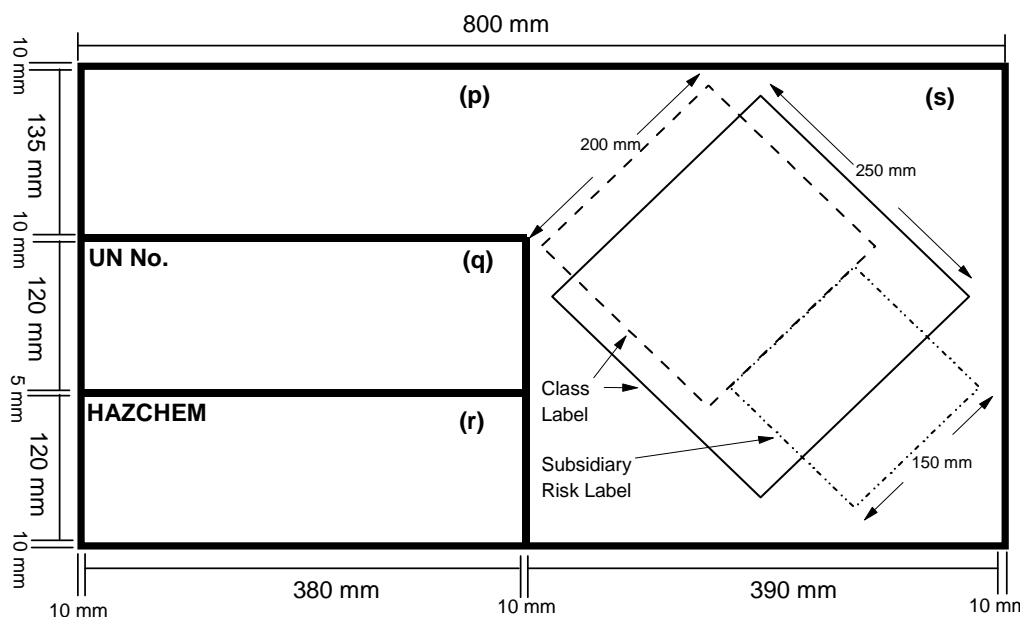 800 mm
10 mm
(p)
(s)
135 mm
200 mm
250 mm
10 mm
UN No.
(q)
120 mm
5 mm
Class
Label
HAZCHEM
(r)
120 mm
Subsidiary
Risk Label
150 mm
10 mm
380 mm
390 mm
10 mm
10 mm
10 mm